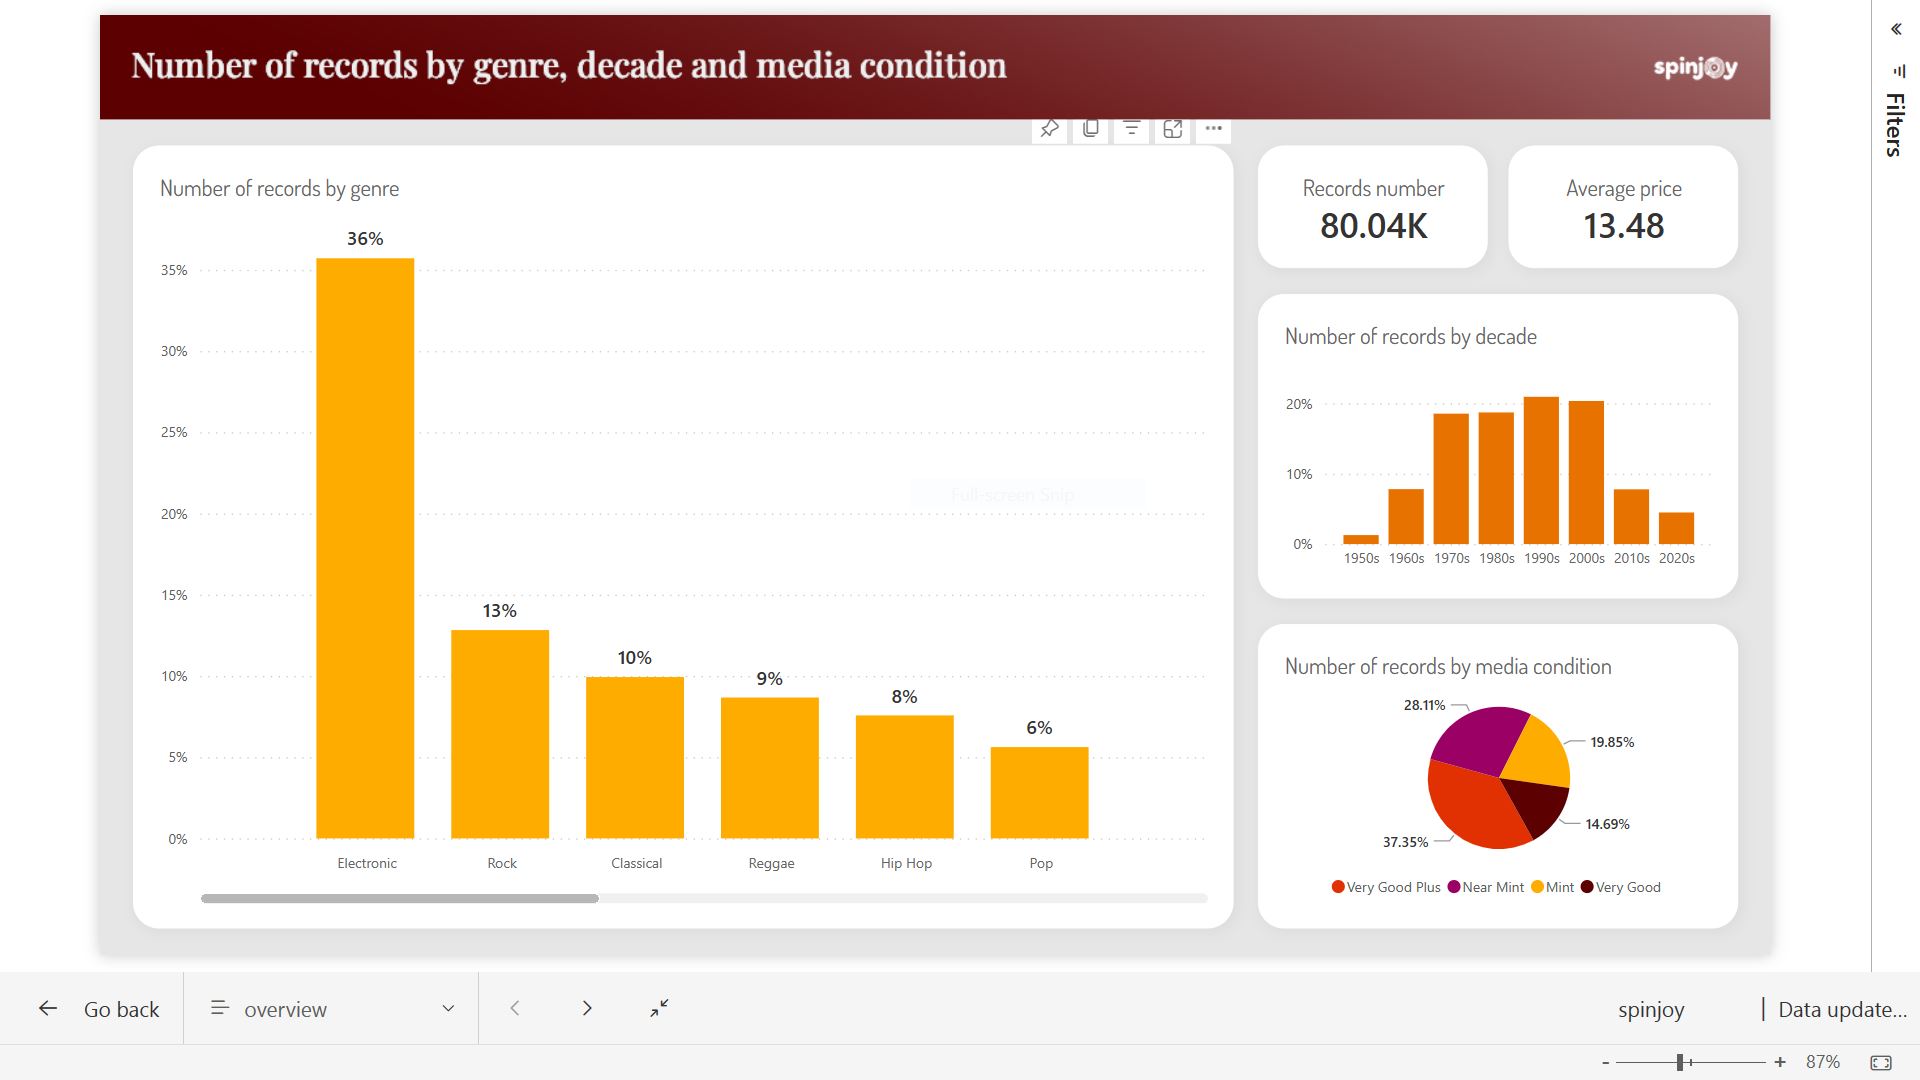 Number of records by genre, decade and media condition
spinjoy
Filters
Number of records by genre
36%
35%
30%
25%
20%
15%
13%
10%
10%
9%
8%
6%
5%
0%
Electronic Rock Classical Reggae Hip Hop Pop
Full-screen Snip
Records number
80.04K
Average price
13.48
Number of records by decade
20%
10%
0%
1950s 1960s 1970s 1980s 1990s 2000s 2010s 2020s
Number of records by media condition
28.11%
19.85%
14.69%
37.35%
Very Good Plus Near Mint Mint Very Good
Go back
overview
spinjoy | Data update...
- + 87%